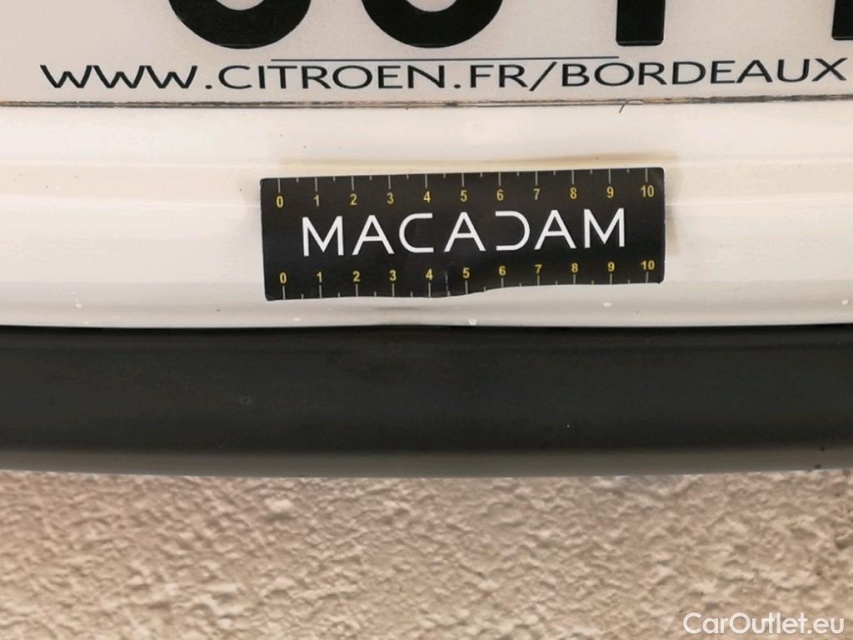 WWW.CITROEN.FR/BORDEAUX
0 1 2 3 4 5 6 7 8 9 10
MACADAM
0 1 2 3 4 5 6 7 8 9 10
CarOutlet.eu